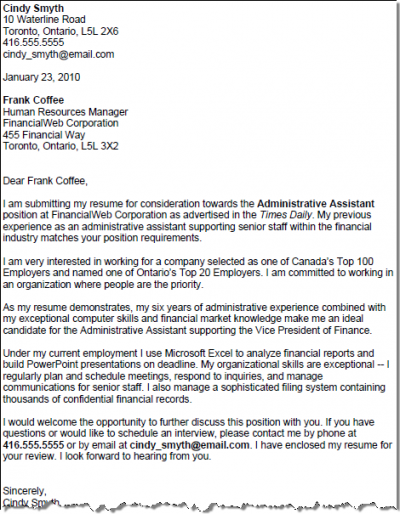 Cindy Smyth
10 Waterline Road
Toronto, Ontario, L5L 2X6
416.555.5555
cindy_smyth@email.com
January 23, 2010
Frank Coffee
Human Resources Manager
FinancialWeb Corporation
455 Financial Way
Toronto, Ontario, L5L 3X2
Dear Frank Coffee,
I am submitting my resume for consideration towards the Administrative Assistant
position at FinancialWeb Corporation as advertised in the Times Daily. My previous
experience as an administrative assistant supporting senior staff within the financial
industry matches your position requirements.
I am very interested in working for a company selected as one of Canada's Top 100
Employers and named one of Ontario's Top 20 Employers. I am committed to working in
an organization where people are the priority.
As my resume demonstrates, my six years of administrative experience combined with
my exceptional computer skills and financial market knowledge make me an ideal
candidate for the Administrative Assistant supporting the Vice President of Finance.
Under my current employment I use Microsoft Excel to analyze financial reports and
build PowerPoint presentations on deadline. My organizational skills are exceptional -- I
regularly plan and schedule meetings, respond to inquiries, and manage
communications for senior staff. I also manage a sophisticated filing system containing
thousands of confidential financial records.
I would welcome the opportunity to further discuss this position with you. If you have
questions or would like to schedule an interview, please contact me by phone at
416.555.5555 or by email at cindy_smyth@email.com. I have enclosed my resume for
your review. I look forward to hearing from you.
Sincerely,
Cindy Smyth